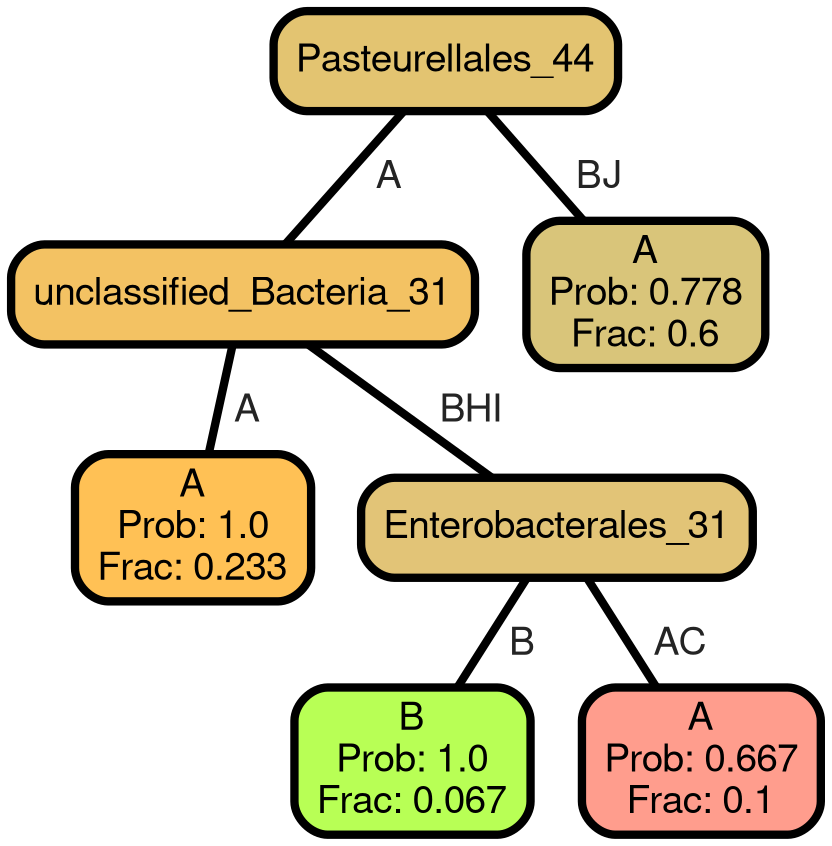 Pasteurellales_44
A
BJ
unclassified_Bacteria_31
A
Prob: 0.778
Frac: 0.6
A
BHI
A
Prob: 1.0
Frac: 0.233
Enterobacterales_31
B
AC
B
Prob: 1.0
Frac: 0.067
A
Prob: 0.667
Frac: 0.1